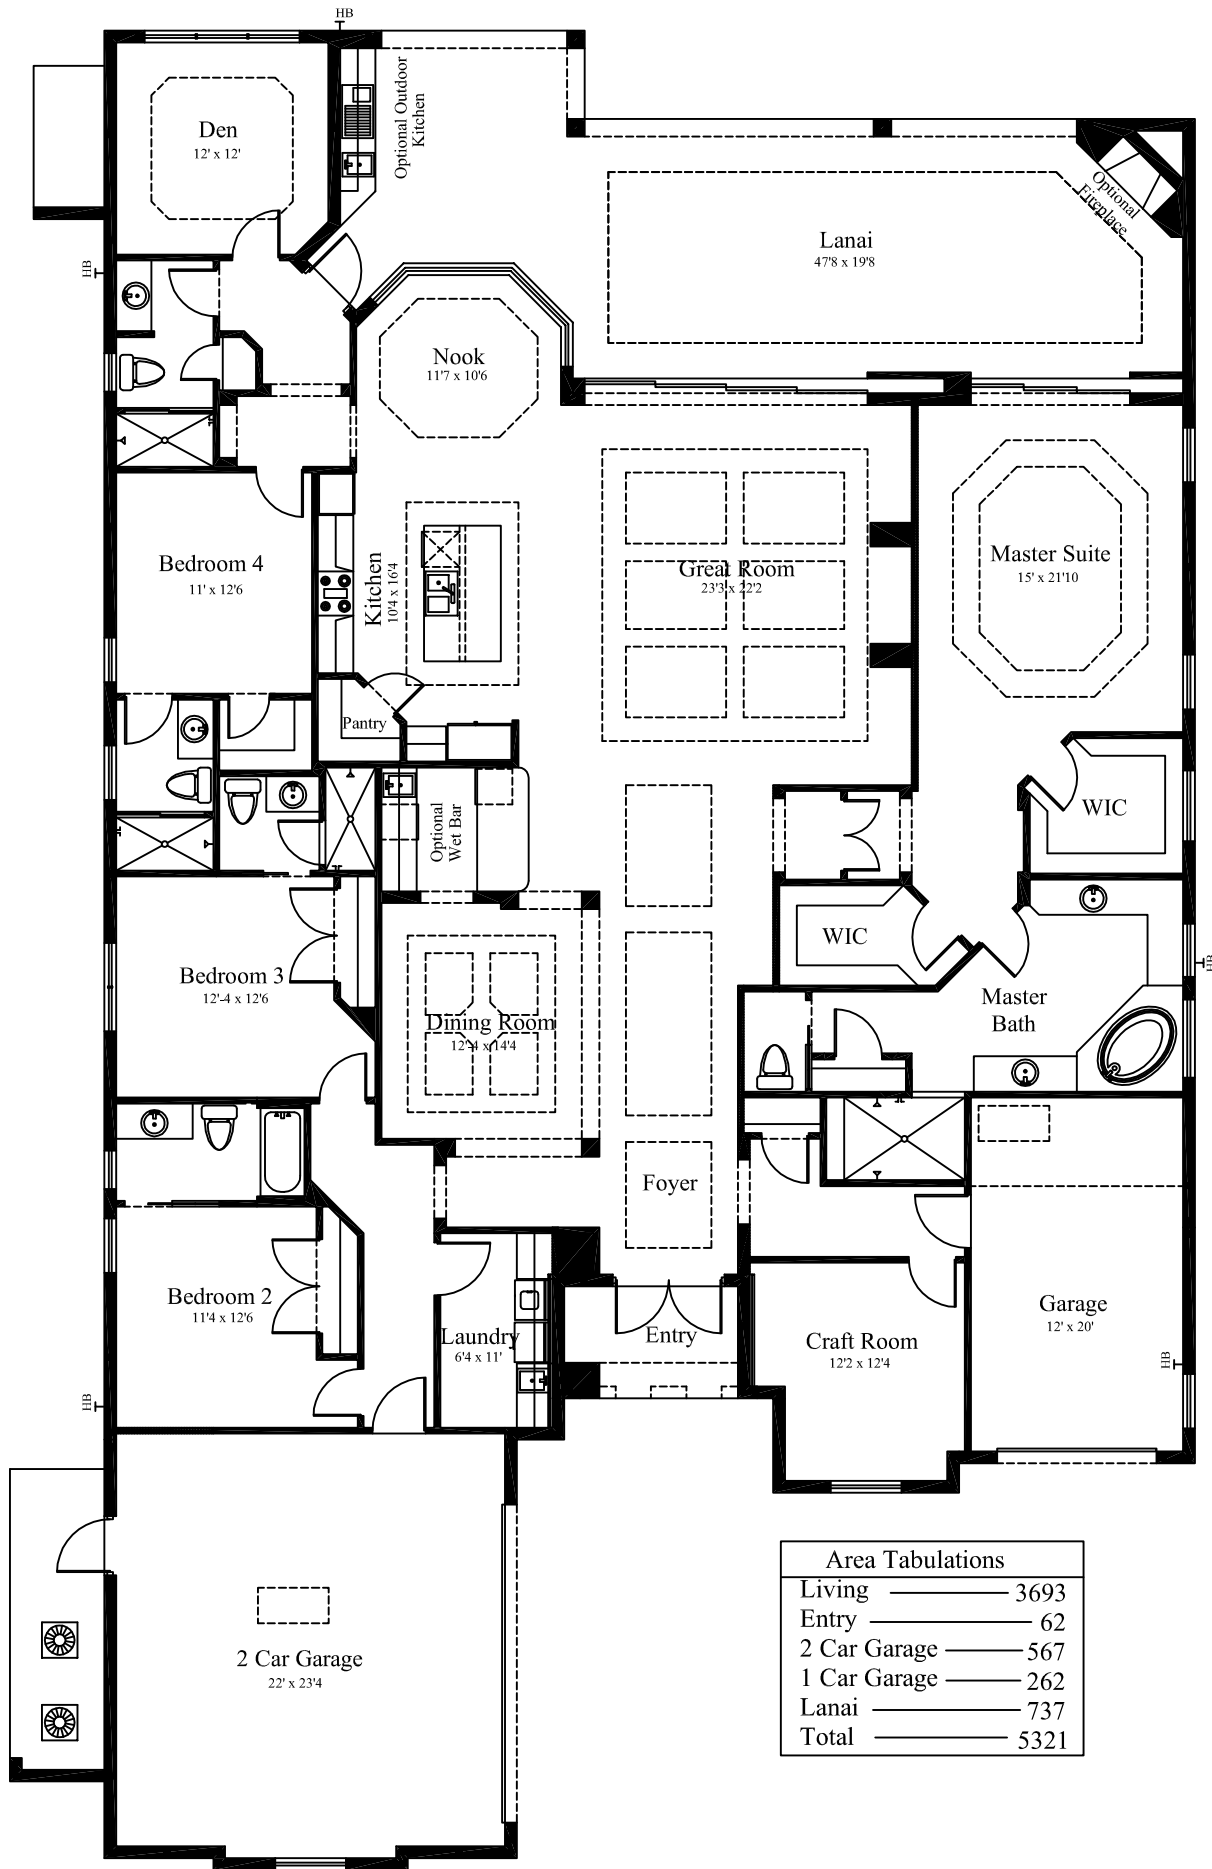 HB
Den
12' x 12'
Optional Outdoor
Kitchen
Optional
Fireplace
Lanai
47'8 x 19'8
HB
Nook
11'7 x 10'6
Bedroom 4
11' x 12'6
Kitchen
10'4 x 16'4
Great Room
23'3 x 22'2
Master Suite
15' x 21'10
Pantry
Optional
Wet Bar
WIC
WIC
HB
Bedroom 3
12'-4 x 12'6
Dining Room
12'-4 x 14'4
Master
Bath
Foyer
Bedroom 2
11'4 x 12'6
Laundry
6'4 x 11'
Entry
Craft Room
12'2 x 12'4
Garage
12' x 20'
HB
HB
2 Car Garage
22' x 23'4
Area Tabulations
Living 3693
Entry 62
2 Car Garage 567
1 Car Garage 262
Lanai 737
Total 5321